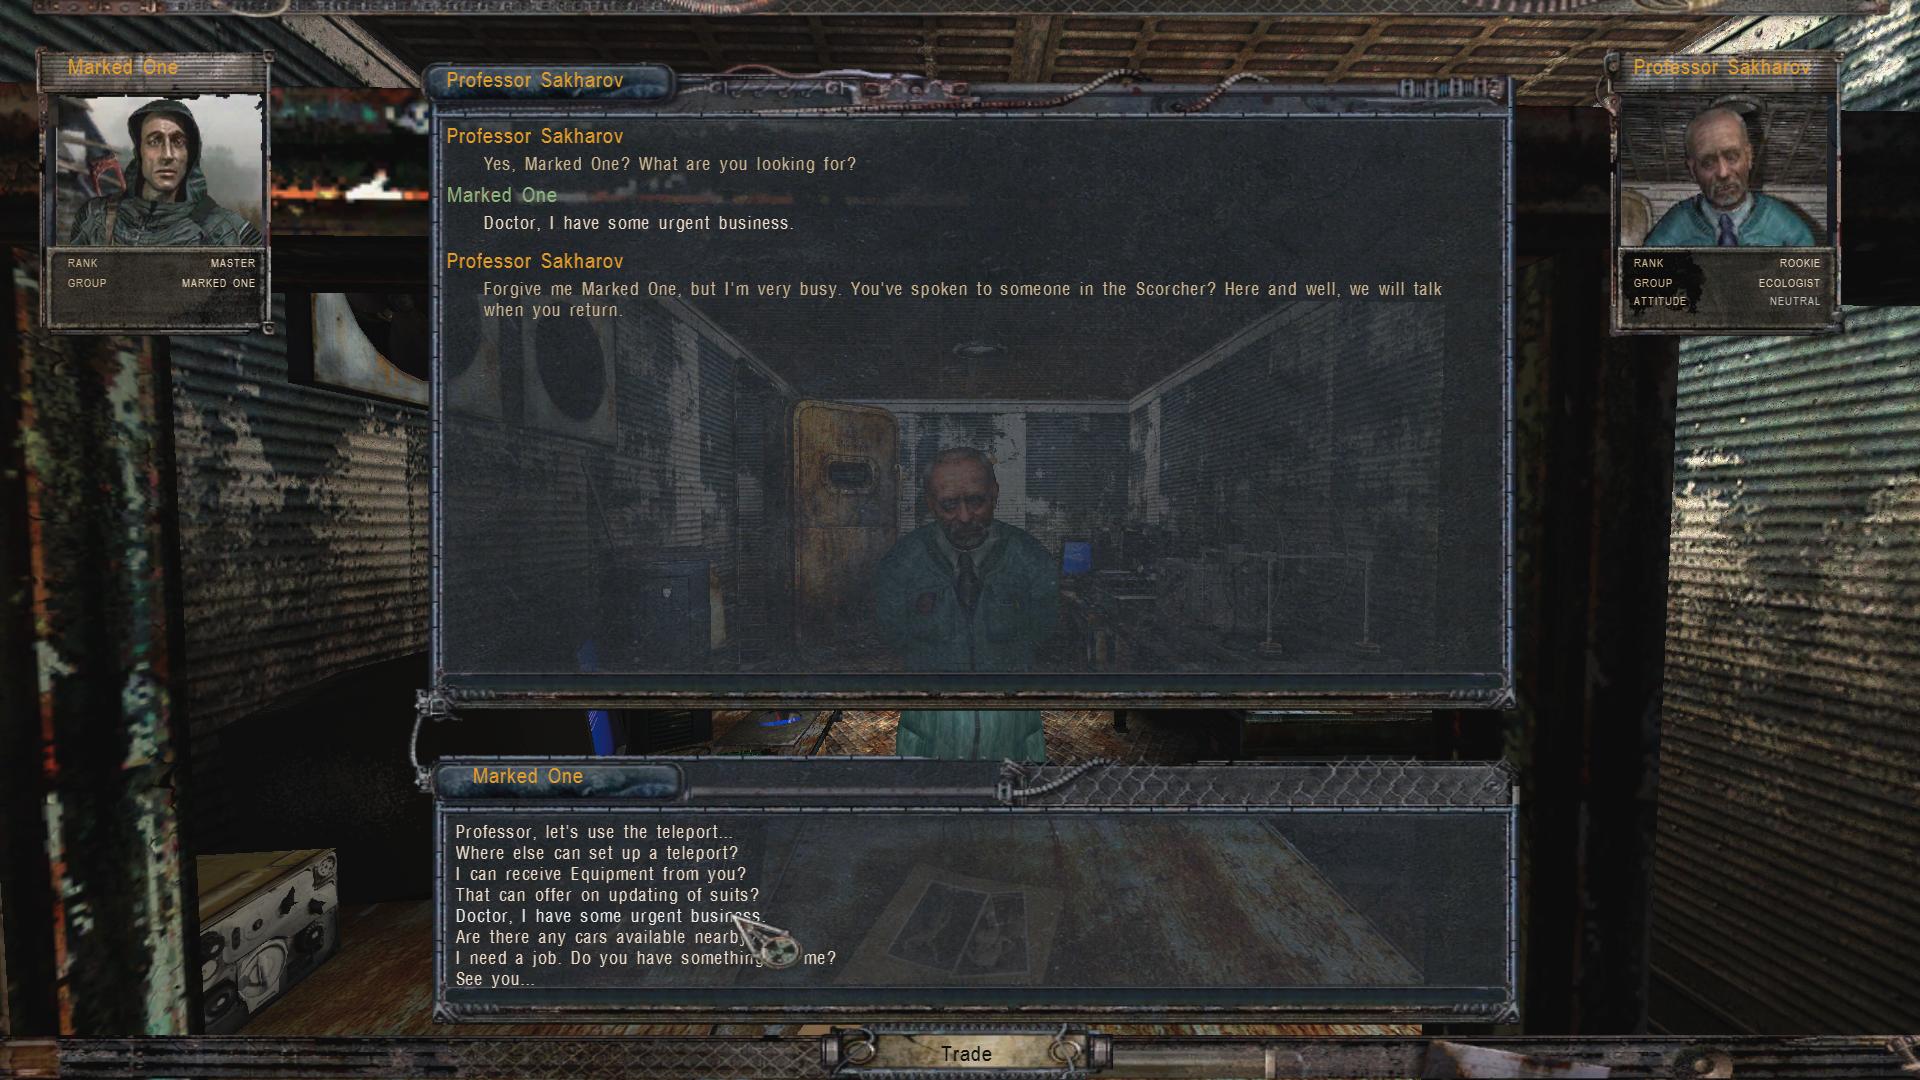 Marked One
RANK MASTER
GROUP MARKED ONE
Professor Sakharov
Professor Sakharov
Yes, Marked One? What are you looking for?
Marked One
Doctor, I have some urgent business.
Professor Sakharov
Forgive me Marked One, but I'm very busy. You've spoken to someone in the Scorcher? Here and well, we will talk
when you return.
Professor Sakharov
RANK ROOKIE
GROUP ECOLOGIST
ATTITUDE NEUTRAL
Marked One
Professor, let's use the teleport...
Where else can set up a teleport?
I can receive Equipment from you?
That can offer on updating of suits?
Doctor, I have some urgent business.
Are there any cars available nearby
I need a job. Do you have something me?
See you...
Trade